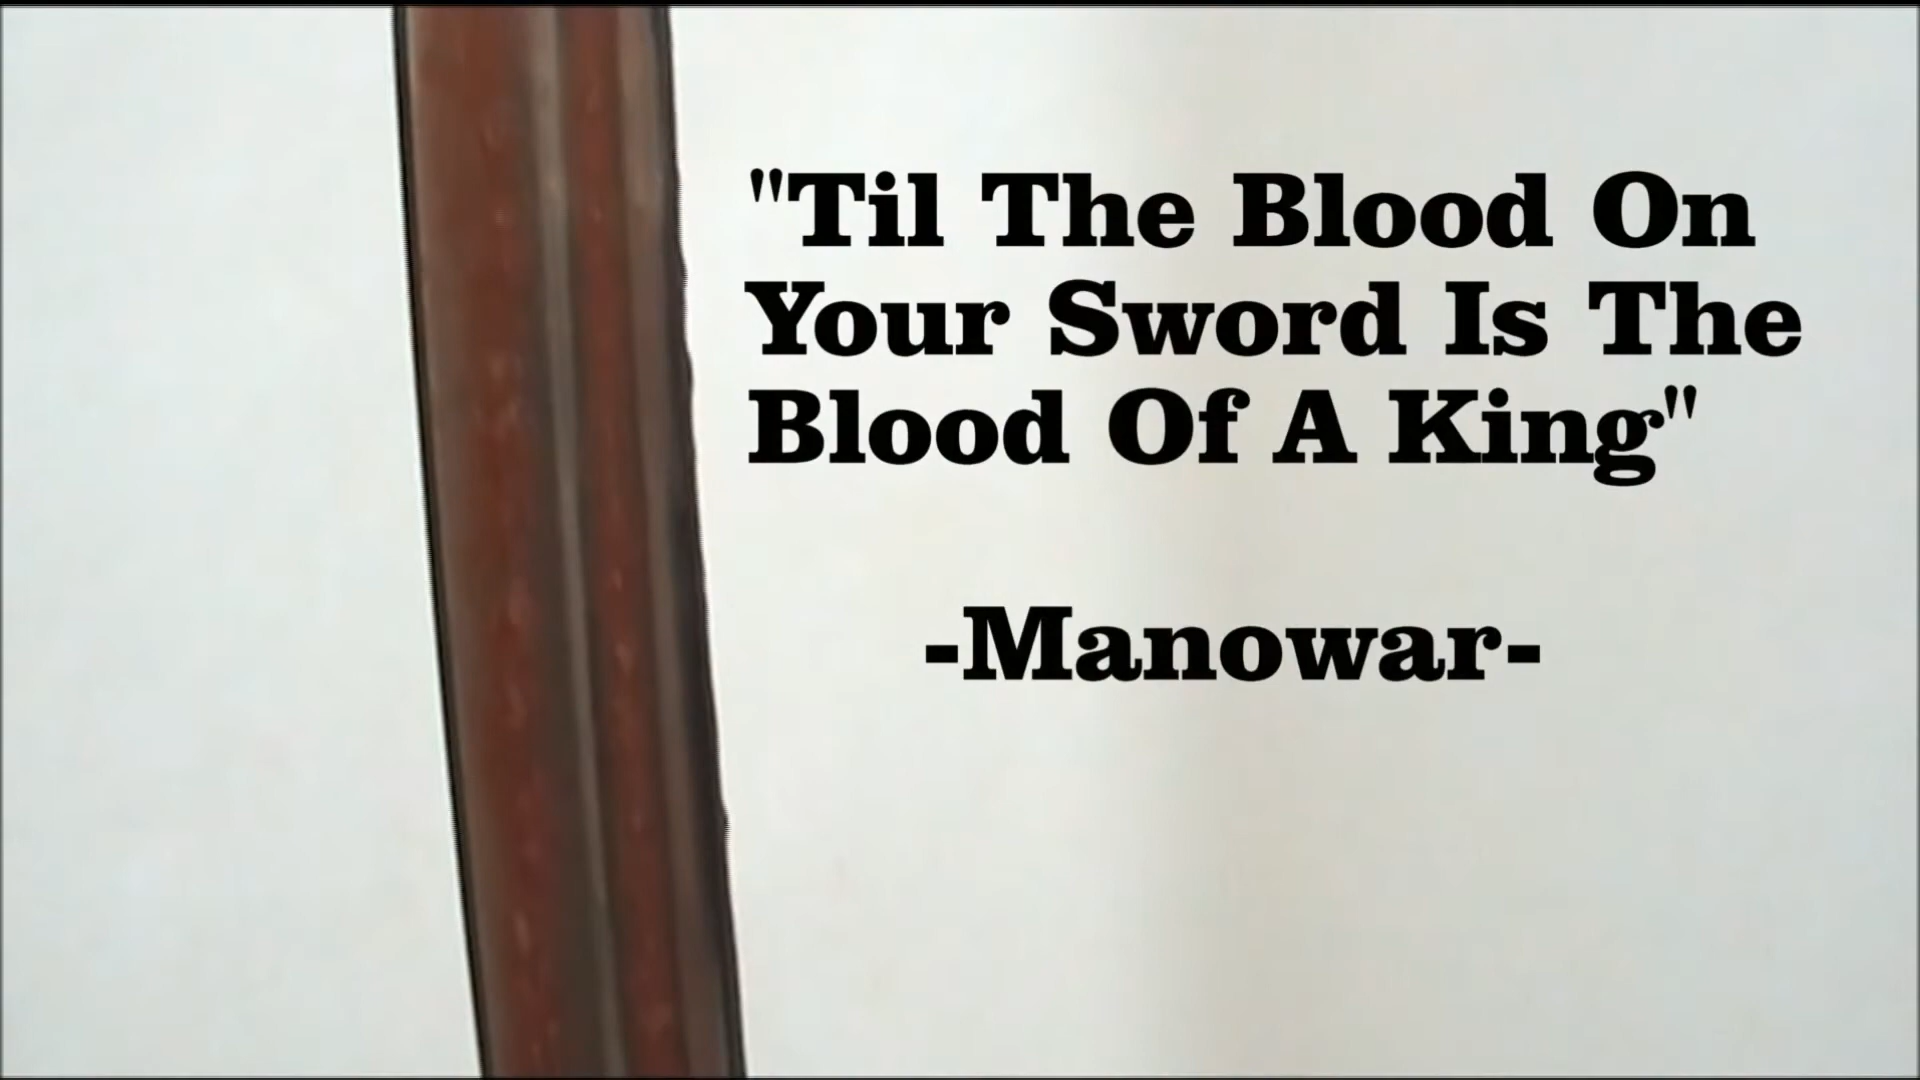 "Til The Blood On
Your Sword Is The
Blood Of A King"
-Manowar-